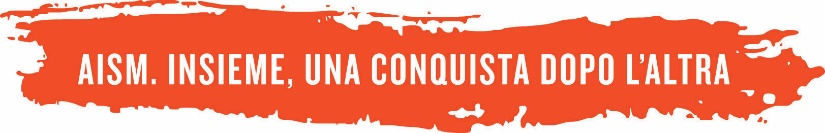 AISM. INSIEME, UNA CONQUISTA DOPO L'ALTRA